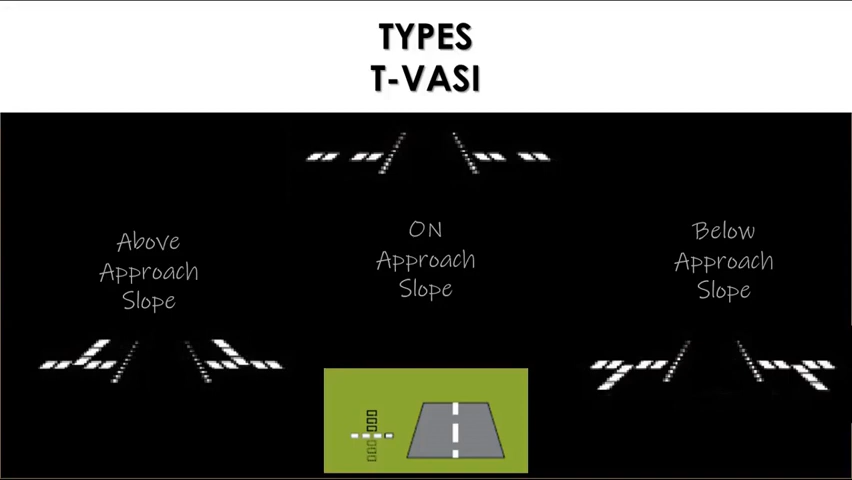 TYPES
T-VASI
Above
Approach
Slope
ON
Approach
Slope
Below
Approach
Slope